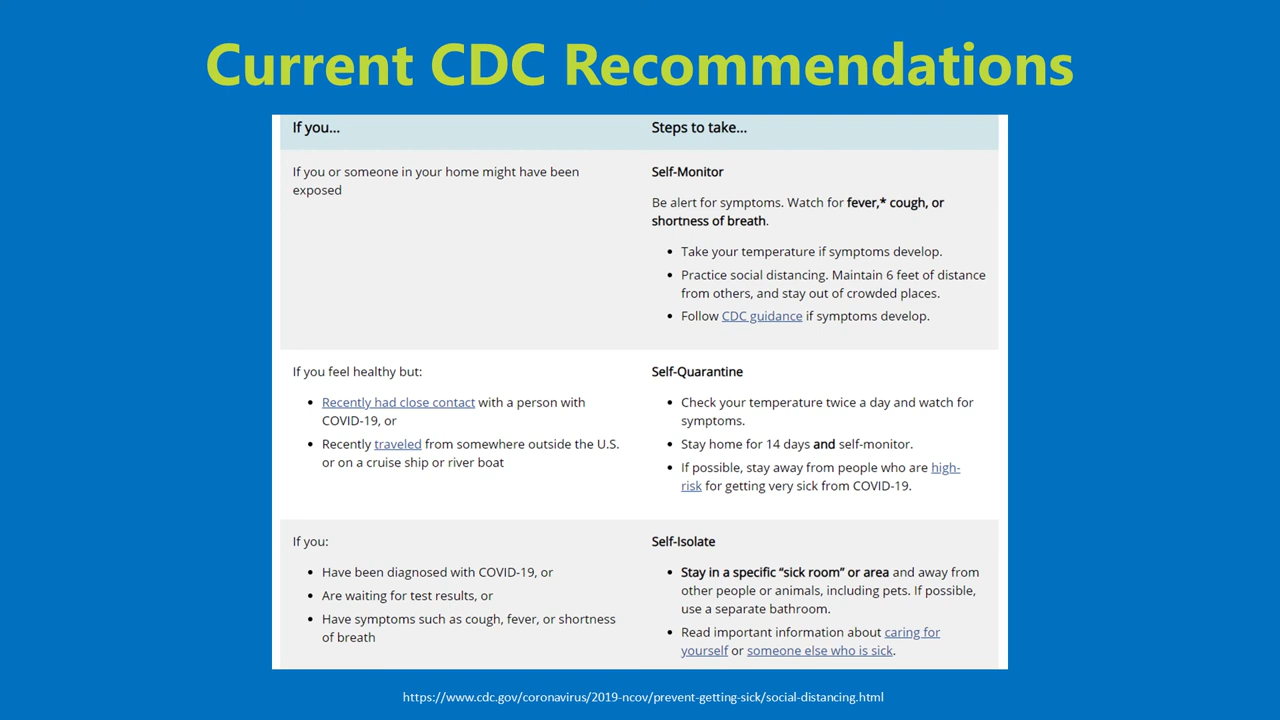 Current CDC Recommendations
If you...
Steps to take...
If you or someone in your home might have been
exposed
Self-Monitor
Be alert for symptoms. Watch for fever,* cough, or
shortness of breath.
• Take your temperature if symptoms develop.
• Practice social distancing. Maintain 6 feet of distance
from others, and stay out of crowded places.
• Follow CDC guidance if symptoms develop.
If you feel healthy but:
• Recently had close contact with a person with
COVID-19, or
• Recently traveled from somewhere outside the U.S.
or on a cruise ship or river boat
Self-Quarantine
• Check your temperature twice a day and watch for
symptoms.
• Stay home for 14 days and self-monitor.
• If possible, stay away from people who are high-
risk for getting very sick from COVID-19.
If you:
• Have been diagnosed with COVID-19, or
• Are waiting for test results, or
• Have symptoms such as cough, fever, or shortness
of breath
Self-Isolate
• Stay in a specific “sick room” or area and away from
other people or animals, including pets. If possible,
use a separate bathroom.
• Read important information about caring for
yourself or someone else who is sick.
https://www.cdc.gov/coronavirus/2019-ncov/prevent-getting-sick/social-distancing.html